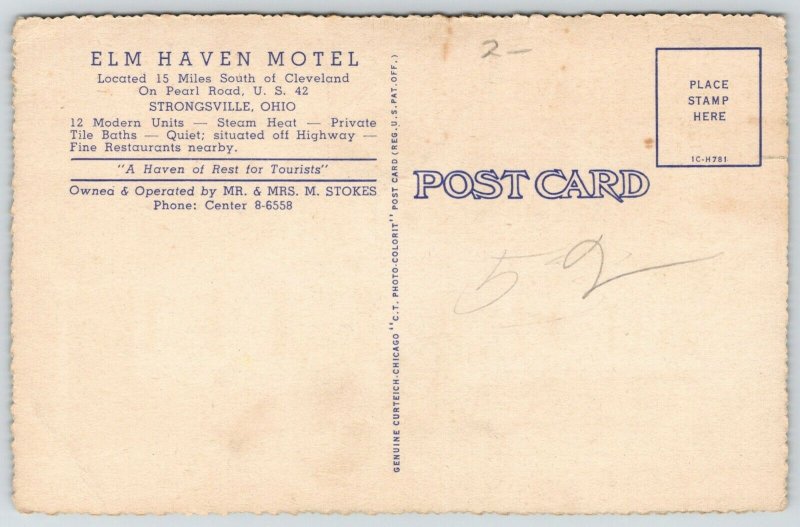 ELM HAVEN MOTEL
Located 15 Miles South of Cleveland
On Pearl Road, U. S. 42
STRONGSVILLE, OHIO
12 Modern Units — Steam Heat — Private
Tile Baths — Quiet; situated off Highway —
Fine Restaurants nearby.
"A Haven of Rest for Tourists"
Owned & Operated by MR. & MRS. M. STOKES
Phone: Center 8-6558
GENUINE CURTEICH-CHICAGO "C.T. PHOTO-COLORIT" POST CARD (REG. U.S. PAT. OFF.)
2-
POST CARD
PLACE
STAMP
HERE
1C-H781
52